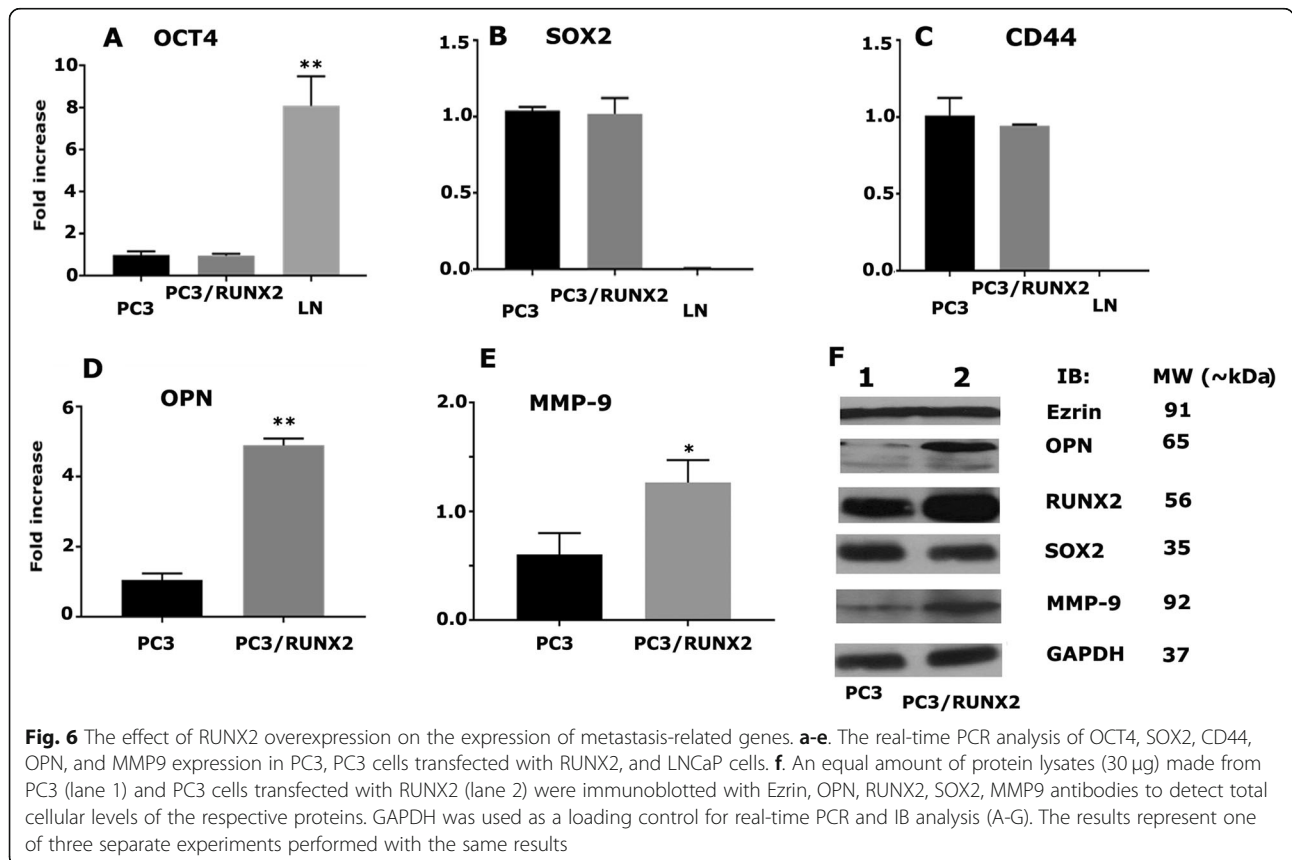 A OCT4
Fold increase
10
8
6
4
2
0
**
PC3
PC3/RUNX2
LN
B SOX2
1.5
1.0
0.5
0.0
PC3
PC3/RUNX2
LN
C CD44
1.5
1.0
0.5
0.0
PC3
PC3/RUNX2
LN
D
OPN
Fold increase
6
4
2
0
**
PC3
PC3/RUNX2
E
MMP-9
2.0
1.0
0.0
*
PC3
PC3/RUNX2
F
1 2 IB: MW (~kDa)
Ezrin 91
OPN 65
RUNX2 56
SOX2 35
MMP-9 92
GAPDH 37
PC3
PC3/RUNX2
Fig. 6 The effect of RUNX2 overexpression on the expression of metastasis-related genes. a-e. The real-time PCR analysis of OCT4, SOX2, CD44,
OPN, and MMP9 expression in PC3, PC3 cells transfected with RUNX2, and LNCaP cells. f. An equal amount of protein lysates (30 μg) made from
PC3 (lane 1) and PC3 cells transfected with RUNX2 (lane 2) were immunoblotted with Ezrin, OPN, RUNX2, SOX2, MMP9 antibodies to detect total
cellular levels of the respective proteins. GAPDH was used as a loading control for real-time PCR and IB analysis (A-G). The results represent one
of three separate experiments performed with the same results